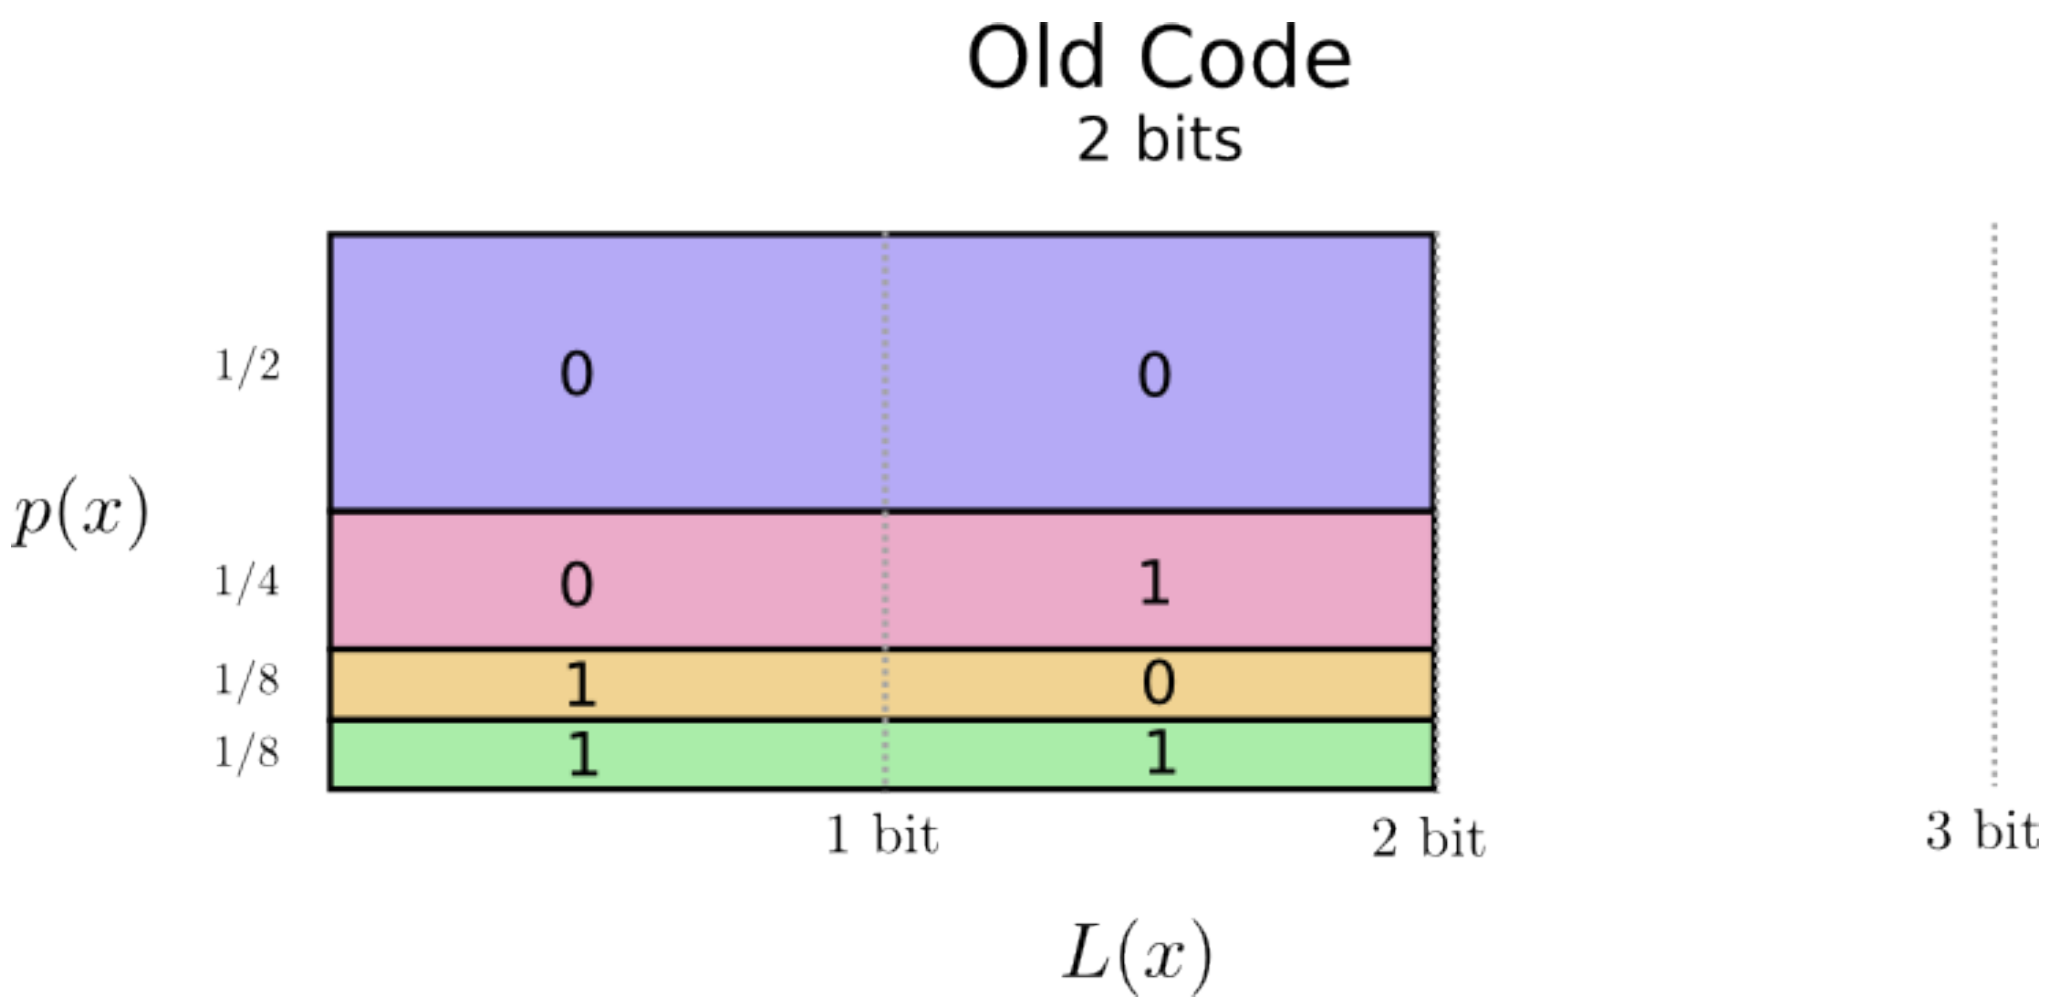 Old Code
2 bits
1/2 0 0
1/4 0 1
p(x)
1/8 1 0
1/8 1 1
1 bit 2 bit 3 bit
L(x)